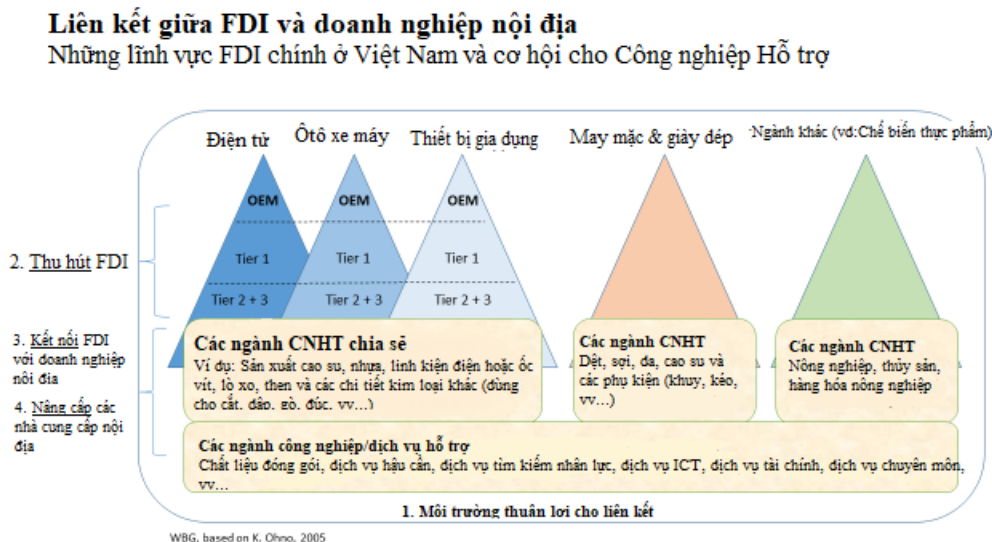 Liên kết giữa FDI và doanh nghiệp nội địa
Những lĩnh vực FDI chính ở Việt Nam và cơ hội cho Công nghiệp Hỗ trợ
Điện tử
Ôtô xe máy
Thiết bị gia dụng
May mặc & giày dép
Ngành khác (vd:Chế biến thực phẩm)
OEM
OEM
OEM
2. Thu hút FDI
Tier 1
Tier 1
Tier 1
Tier 2 + 3
Tier 2 + 3
Tier 2 + 3
3. Kết nối FDI
với doanh nghiệp
nội địa
4. Nâng cấp các
nhà cung cấp nội
địa
Các ngành CNHT chia sẻ
Ví dụ: Sản xuất cao su, nhựa, linh kiện điện hoặc ốc
vít, lò xo, then và các chi tiết kim loại khác (dùng
cho cắt, dập, gò, đúc, vv...)
Các ngành CNHT
Dệt, sợi, da, cao su và
các phụ kiện (khuy, kéo,
vv...)
Các ngành CNHT
Nông nghiệp, thủy sản,
hàng hóa nông nghiệp
Các ngành công nghiệp/dịch vụ hỗ trợ
Chất liệu đóng gói, dịch vụ hậu cần, dịch vụ tìm kiếm nhân lực, dịch vụ ICT, dịch vụ tài chính, dịch vụ chuyên môn,
vv...
1. Môi trường thuận lợi cho liên kết
WBG, based on K. Ohno, 2005